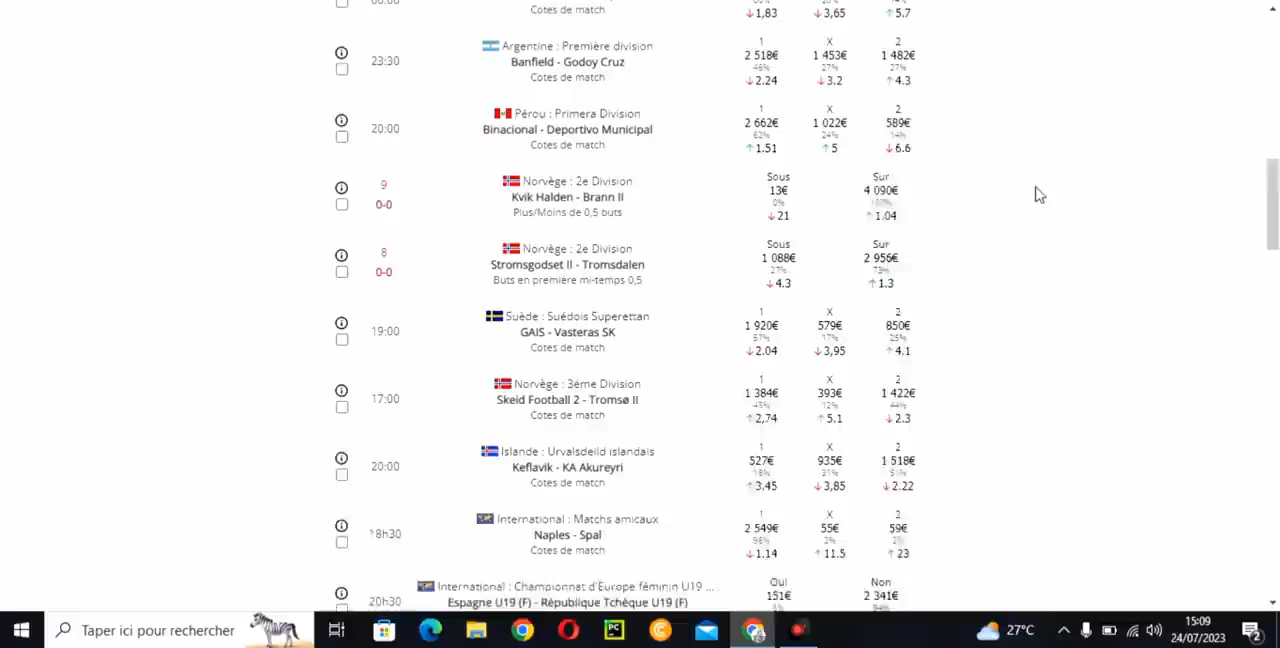 Cotes de match
↓1,83 ↓3,65 ↑5.7
Argentine : Première division 1 X 2
23:30 Banfield - Godoy Cruz 2 518€ 1 453€ 1 482€
46% 27% 27%
Cotes de match ↓2.24 ↓3.2 ↑4.3
Pérou : Primera Division 1 X 2
20:00 Binacional - Deportivo Municipal 2 662€ 1 022€ 589€
62% 24% 14%
Cotes de match ↑1.51 ↑5 ↓6.6
9 Norvège : 2e Division Sous Sur
0-0 Kvik Halden - Brann II 13€ 4 090€
0% 100%
Plus/Moins de 0,5 buts ↓21 ↑1.04
8 Norvège : 2e Division Sous Sur
0-0 Stromsgodset II - Tromsdalen 1 088€ 2 956€
27% 73%
Buts en première mi-temps 0,5 ↓4.3 ↑1.3
Suède : Suédois Superettan 1 X 2
19:00 GAIS - Vasteras SK 1 920€ 579€ 850€
57% 17% 25%
Cotes de match ↓2.04 ↓3,95 ↑4.1
Norvège : 3ème Division 1 X 2
17:00 Skeid Football 2 - Tromsø II 1 384€ 393€ 1 422€
12% 44%
Cotes de match ↑2,74 ↑5.1 ↓2.3
Islande : Urvalsdeild islandais 1 X 2
20:00 Keflavik - KA Akureyri 527€ 935€ 1 518€
18% 31% 51%
Cotes de match ↑3.45 ↓3,85 ↓2.22
International : Matchs amicaux 1 X 2
18h30 Naples - Spal 2 549€ 55€ 59€
2% 2%
Cotes de match ↓1.14 ↑11.5 ↑23
International : Championnat d'Europe féminin U19 ... Oui Non
20h30 Espagne U19 (F) - République Tchèque U19 (F) 151€ 2 341€
94%
Taper ici pour rechercher
PC
27°C
15:09
24/07/2023
2